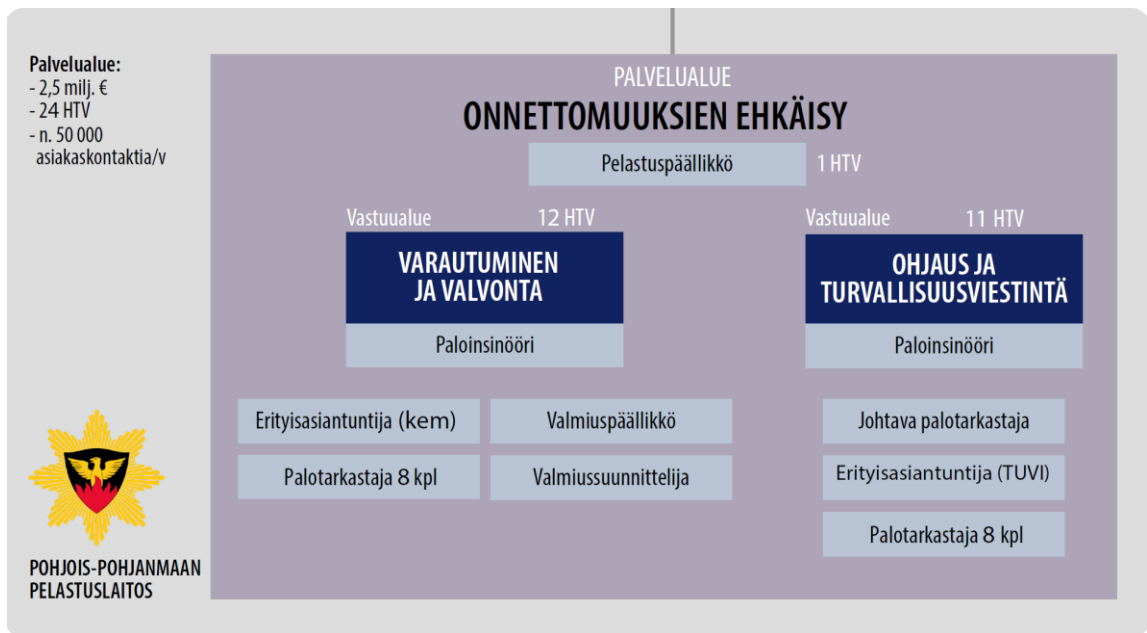 Palvelualue:
- 2,5 milj. €
- 24 HTV
- n. 50 000
asiakaskontaktia/v
PALVELUALUE
ONNETTOMUUKSIEN EHKÄISY
Pelastuspäällikkö
1 HTV
Vastuualue 12 HTV
VARAUTUMINEN
JA VALVONTA
Paloinsinööri
Erityisasiantuntija (kem)
Valmiuspäällikkö
Palotarkastaja 8 kpl
Valmiussuunnittelija
Vastuualue 11 HTV
OHJAUS JA
TURVALLISUUSVIESTINTÄ
Paloinsinööri
Johtava palotarkastaja
Erityisasiantuntija (TUVI)
Palotarkastaja 8 kpl
POHJOIS-POHJANMAAN
PELASTUSLAITOS